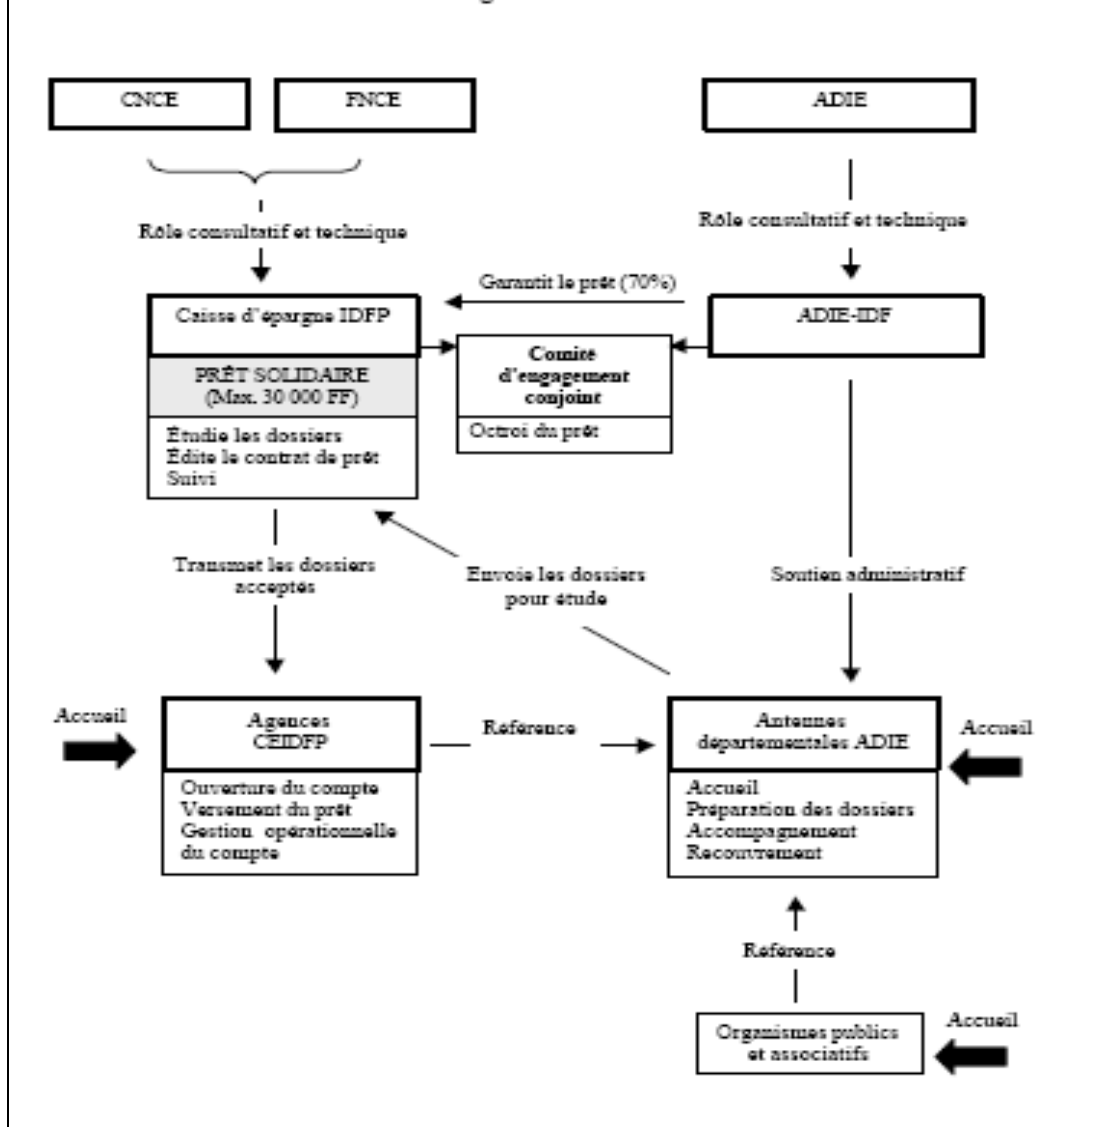 CNCE
FNCE
ADIE
Rôle consultatif et technique
Rôle consultatif et technique
Garantit le prêt (70%)
Caisse d'épargne IDFP
ADIE-IDF
PRÊT SOLIDAIRE
(Max. 30 000 FF)
Étudie les dossiers
Édite le contrat de prêt
Suivi
Comité
d'engagement
conjoint
Octroi du prêt
Transmet les dossiers
acceptés
Envoie les dossiers
pour étude
Soutien administratif
Accueil
Agences
CEIDFP
Ouverture du compte
Versement du prêt
Gestion opérationnelle
du compte
Référence
Antennes
départementales ADIE
Accueil
Préparation des dossiers
Accompagnement
Recouvrement
Accueil
Référence
Organismes publics
et associatifs
Accueil